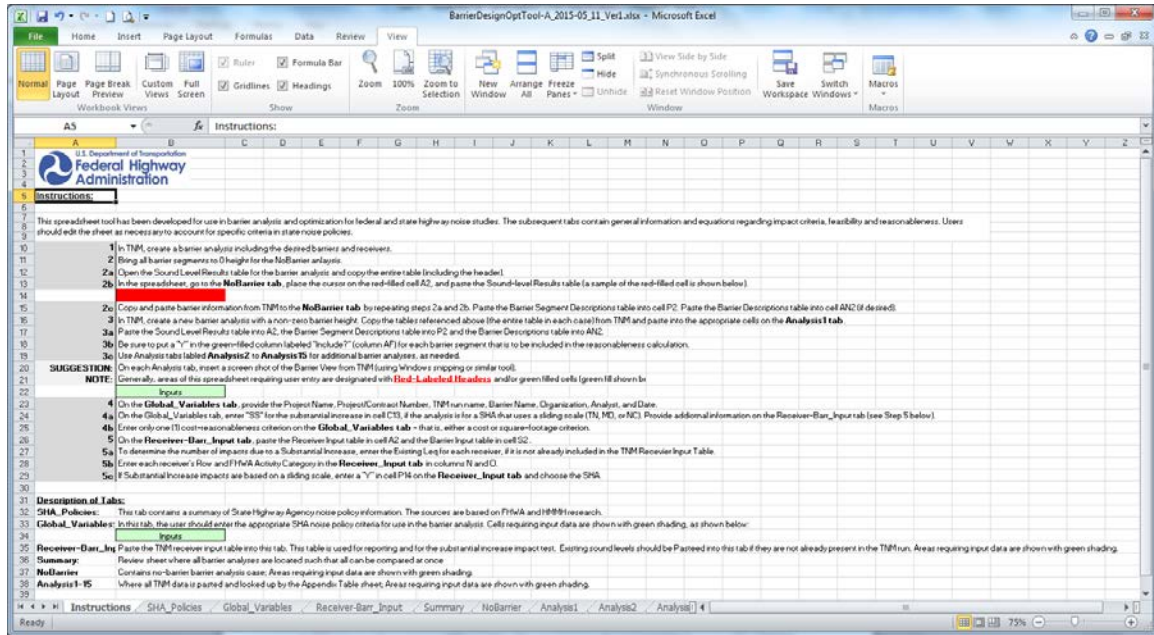 BarrierDesignOptTool-A_2015-05_11_Ver1.xlsx - Microsoft Excel
File Home Insert Page Layout Formulas Data Review View
Normal Page Layout Page Break Preview Custom Views Full Screen
Workbook Views
Ruler Formula Bar
Gridlines Headings
Show
Zoom 100% Zoom to Selection
Zoom
New Window Arrange All Freeze Panes
Split
Hide
Unhide
View Side by Side
Synchronous Scrolling
Reset Window Position
Window
Save Workspace Switch Windows
Macros
Macros
A5 fx Instructions:
A B C D E F G H I J K L M N O P Q R S T U V W X Y Z
U.S. Department of Transportation
Federal Highway
Administration
Instructions:
This spreadsheet tool has been developed for use in barrier analysis and optimization for federal and state highway noise studies. The subsequent tabs contain general information and equations regarding impact criteria, feasibility and reasonableness. Users
should edit the sheet as necessary to account for specific criteria in state noise policies.
1 In TNM, create a barrier analysis including the desired barriers and receivers.
2 Bring all barrier segments to 0 height for the NoBarrier anlaysis.
2a Open the Sound Level Results table for the barrier analysis and copy the entire table (including the header).
2b In the spreadsheet, go to the NoBarrier tab, place the cursor on the red-filled cell A2, and paste the Sound-level Results table (a sample of the red-filled cell is shown below).
2c Copy and paste barrier information from TNM to the NoBarrier tab by repeating steps 2a and 2b. Paste the Barrier Segment Descriptions table into cell P2. Paste the Barrier Descriptions table into cell AN2 (if desired).
3 In TNM, create a new barrier analysis with a non-zero barrier height. Copy the tables referenced above (the entire table in each case) from TNM and paste into the appropriate cells on the Analysis1 tab.
3a Paste the Sound Level Results table into A2, the Barrier Segment Descriptions table into P2 and the Barrier Descriptions table into AN2.
3b Be sure to put a "Y" in the green-filled column labeled "Include?" (column AF) for each barrier segment that is to be included in the reasonableness calculation.
3c Use Analysis tabs labled Analysis2 to Analysis15 for additional barrier analyses, as needed.
SUGGESTION: On each Analysis tab, insert a screen shot of the Barrier View from TNM (using Windows snipping or similar tool).
NOTE: Generally, areas of this spreadsheet requiring user entry are designated with Red-Labeled Headers and/or green filled cells (green fill shown be
Inputs
4 On the Global_Variables tab, provide the Project Name, Project/Contract Number, TNM run name, Barrier Name, Organization, Analyst, and Date.
4a On the Global_Variables tab, enter "SS" for the substantial increase in cell C13, if the analysis is for a SHA that uses a sliding scale (TN, MD, or NC). Provide additional information on the Receiver-Barr_Input tab (see Step 5 below).
4b Enter only one (1) cost-reasonableness criterion on the Global_Variables tab - that is, either a cost or square-footage criterion.
5 On the Receiver-Barr_Input tab, paste the Receiver Input table in cell A2 and the Barrier Input table in cell S2.
5a To determine the number of impacts due to a Substantial Increase, enter the Existing Leq for each receiver, if it is not already included in the TNM Receiver Input Table.
5b Enter each receiver's Row and FHWA Activity Category in the Receiver_Input tab in columns N and O.
5c If Substantial Increase impacts are based on a sliding scale, enter a "Y" in cell P14 on the Receiver_Input tab and choose the SHA.
Description of Tabs:
SHA_Policies: This tab contains a summary of State Highway Agency noise policy information. The sources are based on FHWA and HMMH research.
Global_Variables: In this tab, the user should enter the appropriate SHA noise policy criteria for use in the barrier analysis. Cells requiring input data are shown with green shading, as shown below:
Inputs
Receiver-Barr_Inp Paste the TNM receiver input table into this tab. This table is used for reporting and for the substantial increase impact test. Existing sound levels should be Pasteed into this tab if they are not already present in the TNM run. Areas requiring input data are shown with green shading.
Summary: Review sheet where all barrier analyses are located such that all can be compared at once
NoBarrier Contains no-barrier barrier analysis case; Areas requiring input data are shown with green shading.
Analysis1-15 Where all TNM data is pasted and looked up by the Appendix Table sheet; Areas requiring input data are shown with green shading.
Instructions SHA_Policies Global_Variables Receiver-Barr_Input Summary NoBarrier Analysis1 Analysis2 Analysis
Ready 75%